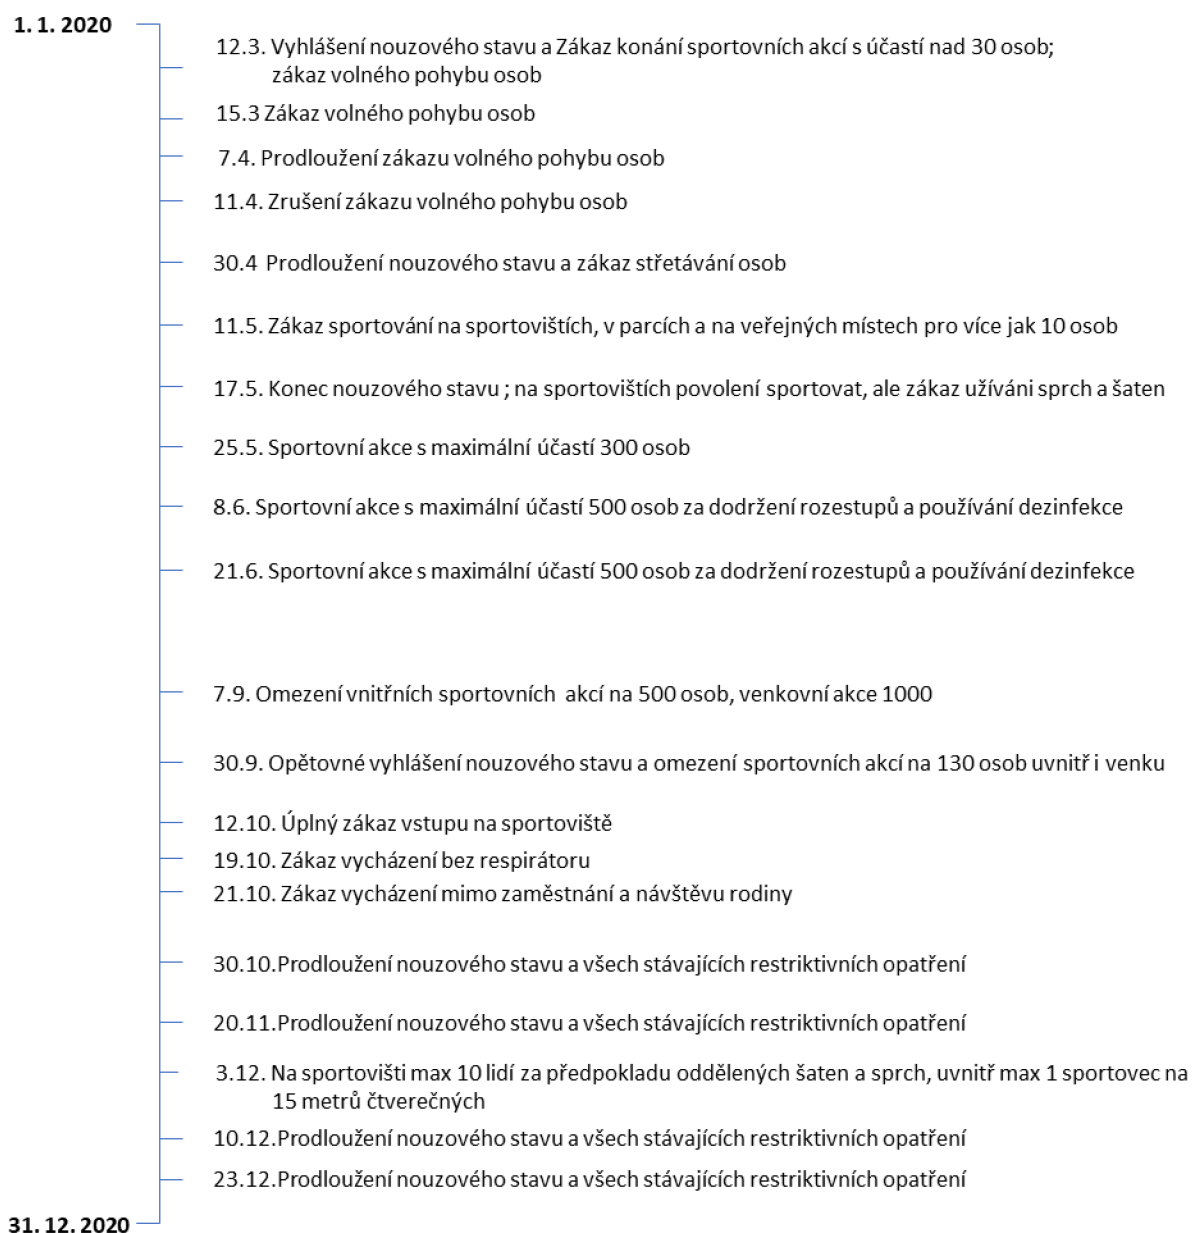 1. 1. 2020
12.3. Vyhlášení nouzového stavu a Zákaz konání sportovních akcí s účastí nad 30 osob;
zákaz volného pohybu osob
15.3 Zákaz volného pohybu osob
7.4. Prodloužení zákazu volného pohybu osob
11.4. Zrušení zákazu volného pohybu osob
30.4 Prodloužení nouzového stavu a zákaz střetávání osob
11.5. Zákaz sportování na sportovištích, v parcích a na veřejných místech pro více jak 10 osob
17.5. Konec nouzového stavu ; na sportovištích povolení sportovat, ale zákaz užíváni sprch a šaten
25.5. Sportovní akce s maximální účastí 300 osob
8.6. Sportovní akce s maximální účastí 500 osob za dodržení rozestupů a používání dezinfekce
21.6. Sportovní akce s maximální účastí 500 osob za dodržení rozestupů a používání dezinfekce
7.9. Omezení vnitřních sportovních akcí na 500 osob, venkovní akce 1000
30.9. Opětovné vyhlášení nouzového stavu a omezení sportovních akcí na 130 osob uvnitř i venku
12.10. Úplný zákaz vstupu na sportoviště
19.10. Zákaz vycházení bez respirátoru
21.10. Zákaz vycházení mimo zaměstnání a návštěvu rodiny
30.10.Prodloužení nouzového stavu a všech stávajících restriktivních opatření
20.11.Prodloužení nouzového stavu a všech stávajících restriktivních opatření
3.12. Na sportovišti max 10 lidí za předpokladu oddělených šaten a sprch, uvnitř max 1 sportovec na
15 metrů čtverečných
10.12.Prodloužení nouzového stavu a všech stávajících restriktivních opatření
23.12.Prodloužení nouzového stavu a všech stávajících restriktivních opatření
31. 12. 2020